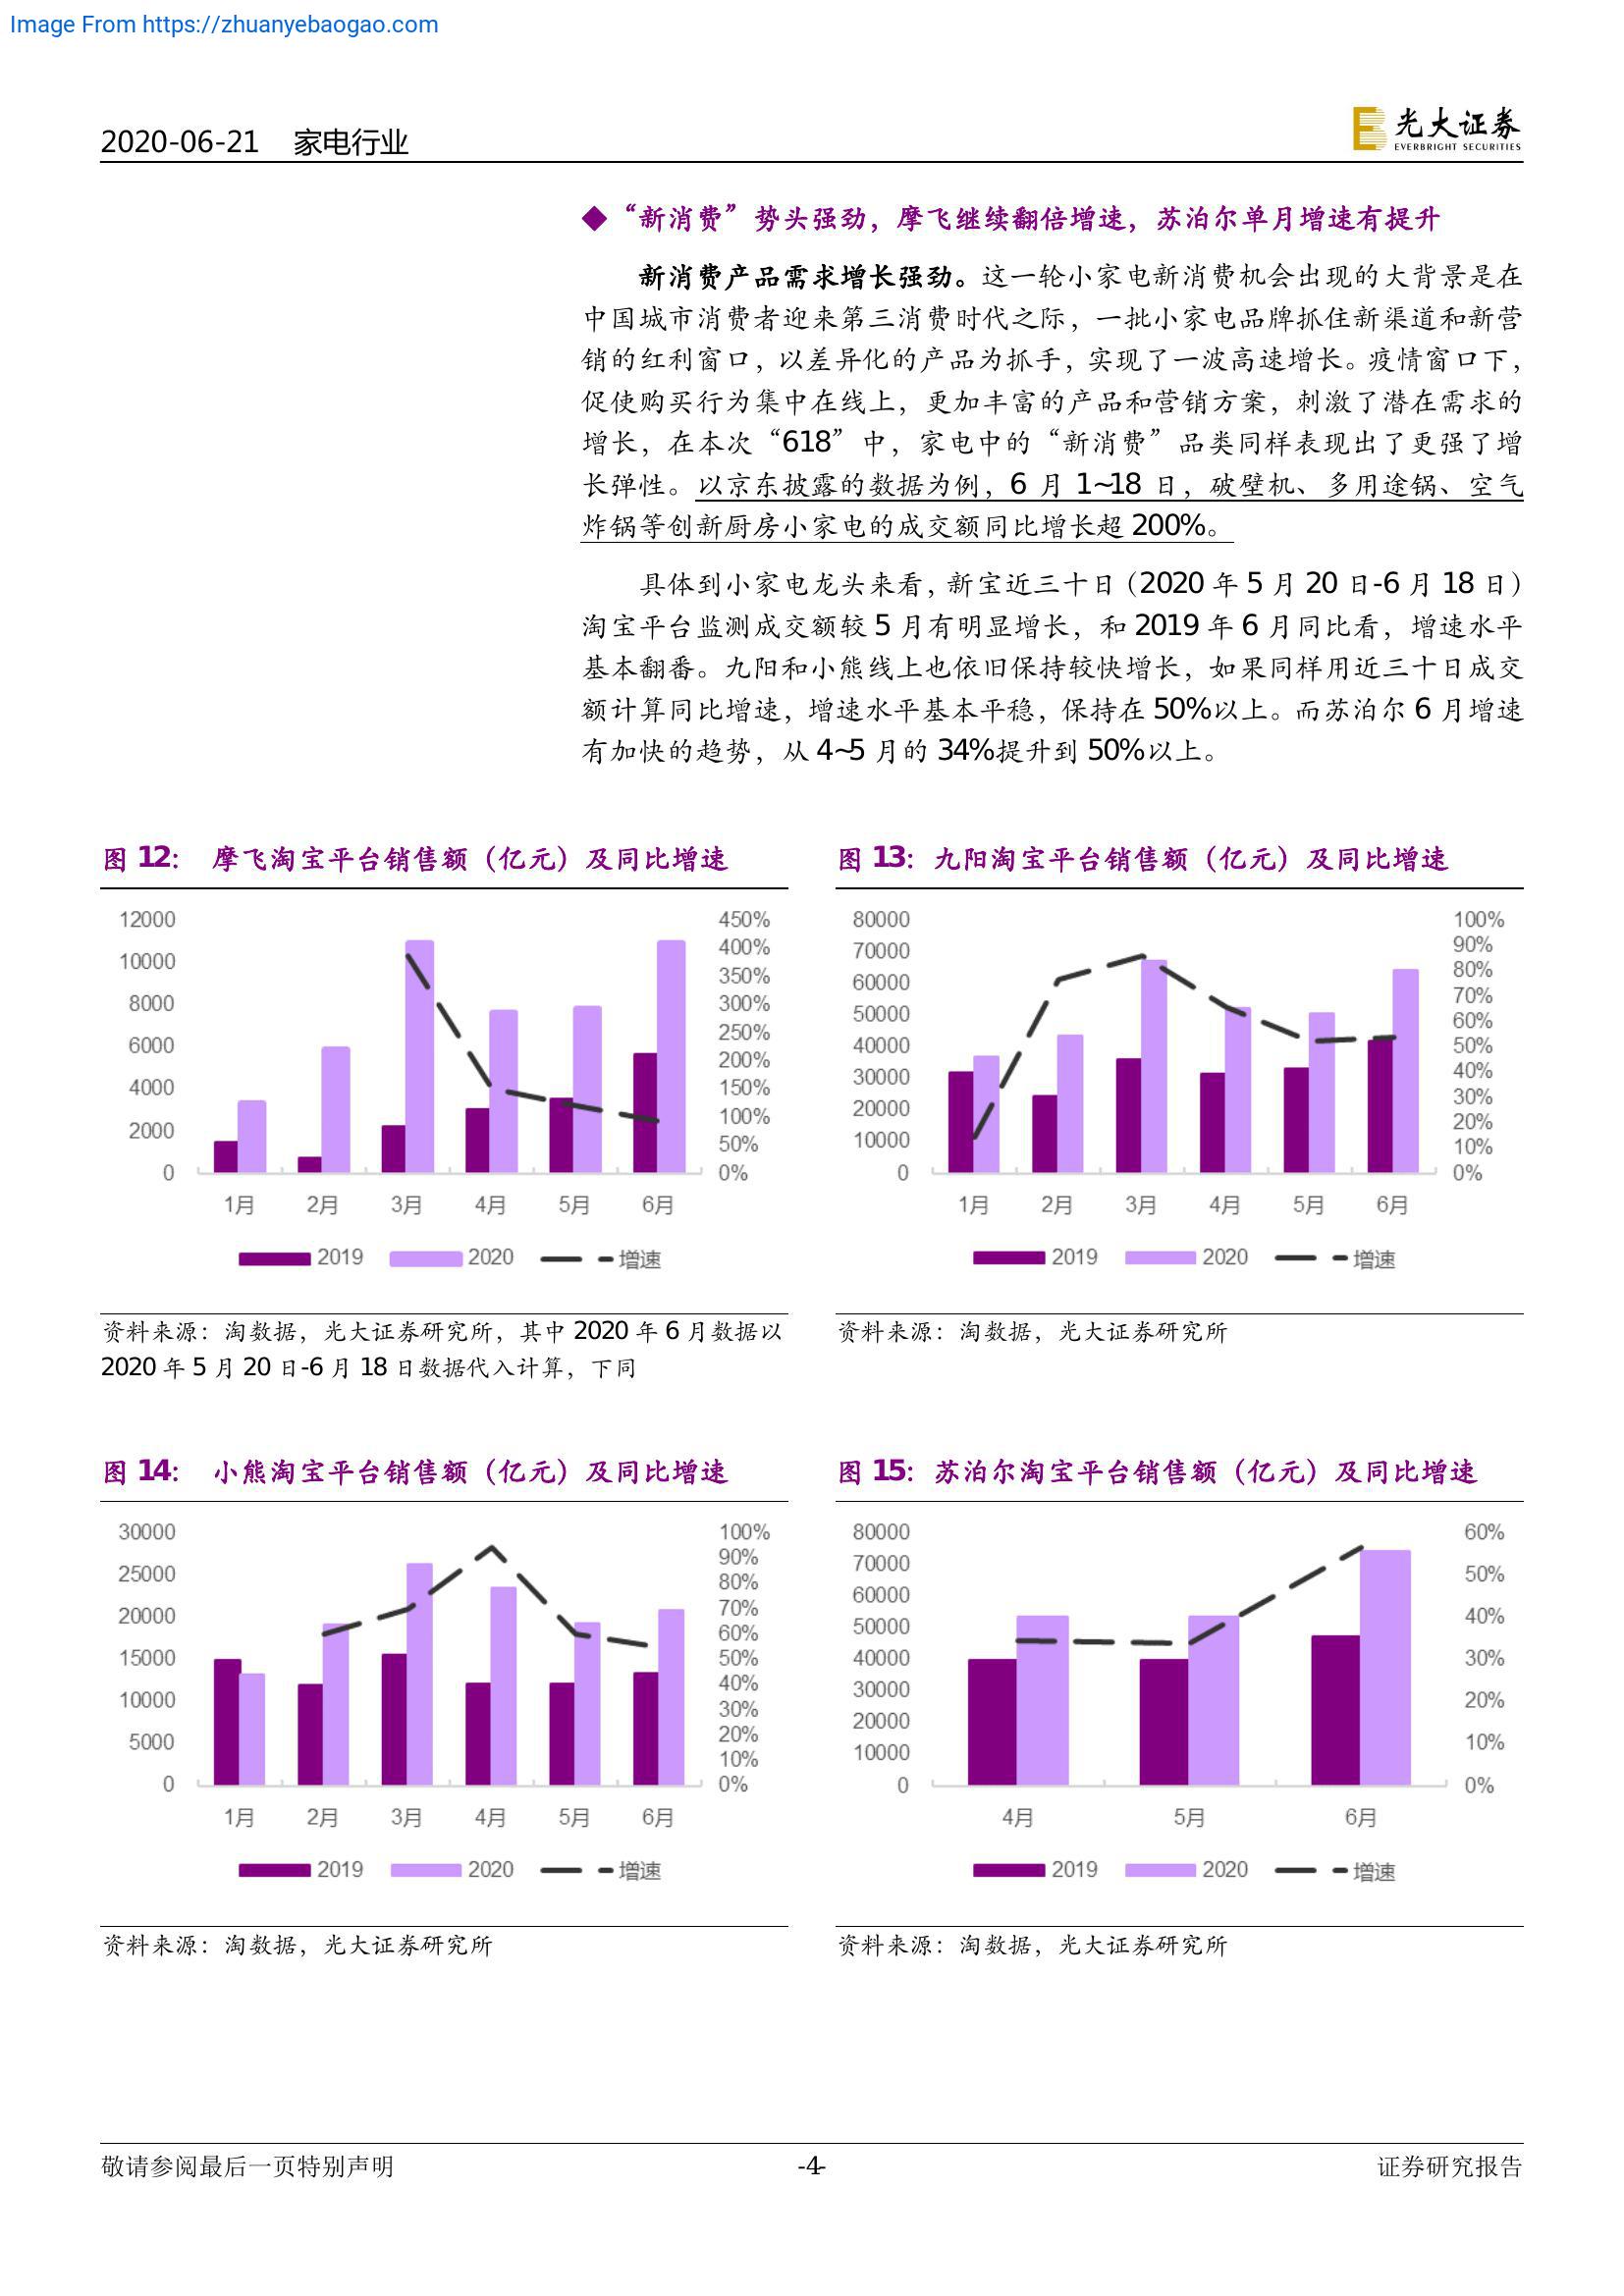 Image From https://zhuanyebaogao.com
2020-06-21 家电行业
光大证券
EVERBRIGHT SECURITIES
◆“新消费”势头强劲，摩飞继续翻倍增速，苏泊尔单月增速有提升
新消费产品需求增长强劲。这一轮小家电新消费机会出现的大背景是在
中国城市消费者迎来第三消费时代之际，一批小家电品牌抓住新渠道和新营
销的红利窗口，以差异化的产品为抓手，实现了一波高速增长。疫情窗口下，
促使购买行为集中在线上，更加丰富的产品和营销方案，刺激了潜在需求的
增长，在本次“618”中，家电中的“新消费”品类同样表现出了更强了增
长弹性。以京东披露的数据为例，6 月 1~18 日，破壁机、多用途锅、空气
炸锅等创新厨房小家电的成交额同比增长超 200%。
具体到小家电龙头来看，新宝近三十日（2020 年 5 月 20 日-6 月 18 日）
淘宝平台监测成交额较 5 月有明显增长，和 2019 年 6 月同比看，增速水平
基本翻番。九阳和小熊线上也依旧保持较快增长，如果同样用近三十日成交
额计算同比增速，增速水平基本平稳，保持在 50%以上。而苏泊尔 6 月增速
有加快的趋势，从 4~5 月的 34%提升到 50%以上。
图 12： 摩飞淘宝平台销售额（亿元）及同比增速
12000
10000
8000
6000
4000
2000
0
450%
400%
350%
300%
250%
200%
150%
100%
50%
0%
1月 2月 3月 4月 5月 6月
2019 2020 增速
资料来源：淘数据，光大证券研究所，其中 2020 年 6 月数据以
2020 年 5 月 20 日-6 月 18 日数据代入计算，下同
图 13：九阳淘宝平台销售额（亿元）及同比增速
80000
70000
60000
50000
40000
30000
20000
10000
0
100%
90%
80%
70%
60%
50%
40%
30%
20%
10%
0%
1月 2月 3月 4月 5月 6月
2019 2020 增速
资料来源：淘数据，光大证券研究所
图 14： 小熊淘宝平台销售额（亿元）及同比增速
30000
25000
20000
15000
10000
5000
0
100%
90%
80%
70%
60%
50%
40%
30%
20%
10%
0%
1月 2月 3月 4月 5月 6月
2019 2020 增速
资料来源：淘数据，光大证券研究所
图 15：苏泊尔淘宝平台销售额（亿元）及同比增速
80000
70000
60000
50000
40000
30000
20000
10000
0
60%
50%
40%
30%
20%
10%
0%
4月 5月 6月
2019 2020 增速
资料来源：淘数据，光大证券研究所
敬请参阅最后一页特别声明 -4- 证券研究报告